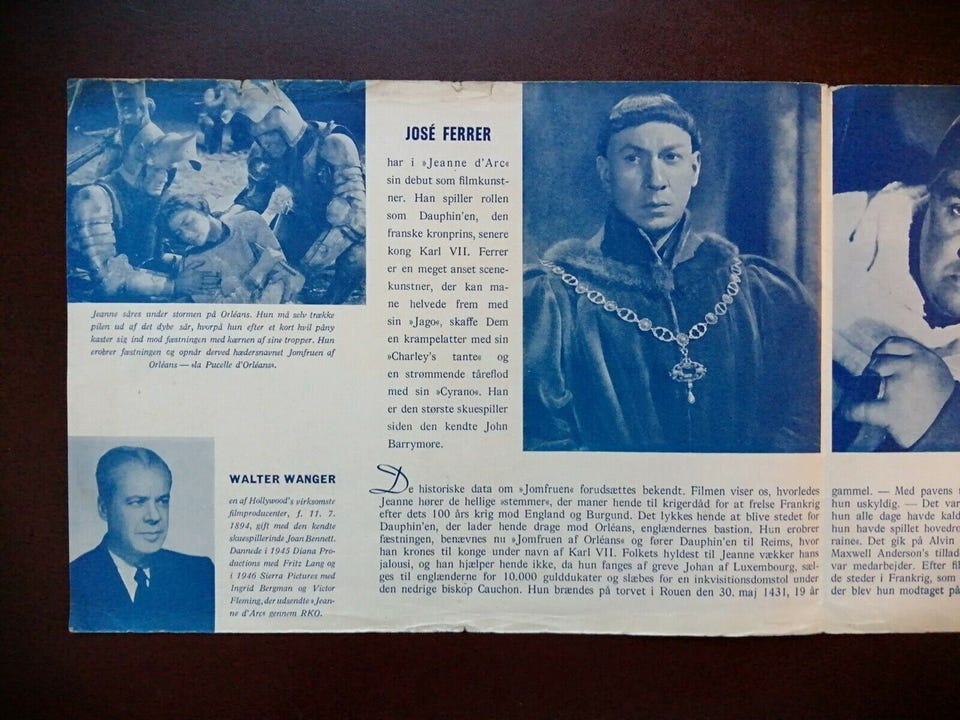 Jeanne såres under stormen på Orléans. Hun må selv trække
pilen ud af det dybe sår, hvorpå hun efter et kort hvil påny
kaster sig ind mod fæstningen med kærnen af sine tropper. Hun
erobrer fæstningen og opnår derved hædersnavnet Jomfruen af
Orléans — »la Pucelle d'Orléans«.
WALTER WANGER
en af Hollywood's virksomste
filmproducenter, f. 11. 7.
1894, gift med den kendte
skuespillerinde Joan Bennett.
Dannede i 1945 Diana Pro-
ductions med Fritz Lang og
i 1946 Sierra Pictures med
Ingrid Bergman og Victor
Fleming, der udsendte »Jean-
ne d'Arc« gennem RKO.
JOSÉ FERRER
har i »Jeanne d'Arc«
sin debut som filmkunst-
ner. Han spiller rollen
som Dauphin'en, den
franske kronprins, senere
kong Karl VII. Ferrer
er en meget anset scene-
kunstner, der kan ma-
ne helvede frem med
sin »Jago«, skaffe Dem
en krampelatter med sin
»Charley's tante« og
en strømmende tåreflod
med sin »Cyrano«. Han
er den største skuespiller
siden den kendte John
Barrymore.
De historiske data om »Jomfruen« forudsættes bekendt. Filmen viser os, hvorledes
Jeanne hører de hellige »stemmer«, der maner hende til krigerdåd for at frelse Frankrig
efter dets 100 års krig mod England og Burgund. Det lykkes hende at blive stedet for
Dauphin'en, der lader hende drage mod Orléans, englændernes bastion. Hun erobrer
fæstningen, benævnes nu »Jomfruen af Orléans« og fører Dauphin'en til Reims, hvor
han krones til konge under navn af Karl VII. Folkets hyldest til Jeanne vækker hans
jalousi, og han hjælper hende ikke, da hun fanges af greve Johan af Luxembourg, sæl-
ges til englænderne for 10.000 gulddukater og slæbes for en inkvisitionsdomstol under
den nedrige biskop Cauchon. Hun brændes på torvet i Rouen den 30. maj 1431, 19 år
gammel. — Med pavens
hun uskyldig. — Det var
hun alle dage havde kald
hun havde spillet hovedro
raine«. Det gik på Alvin
Maxwell Anderson's tillad
var medarbejder. Efter fil
de steder i Frankrig, som
der blev hun modtaget på